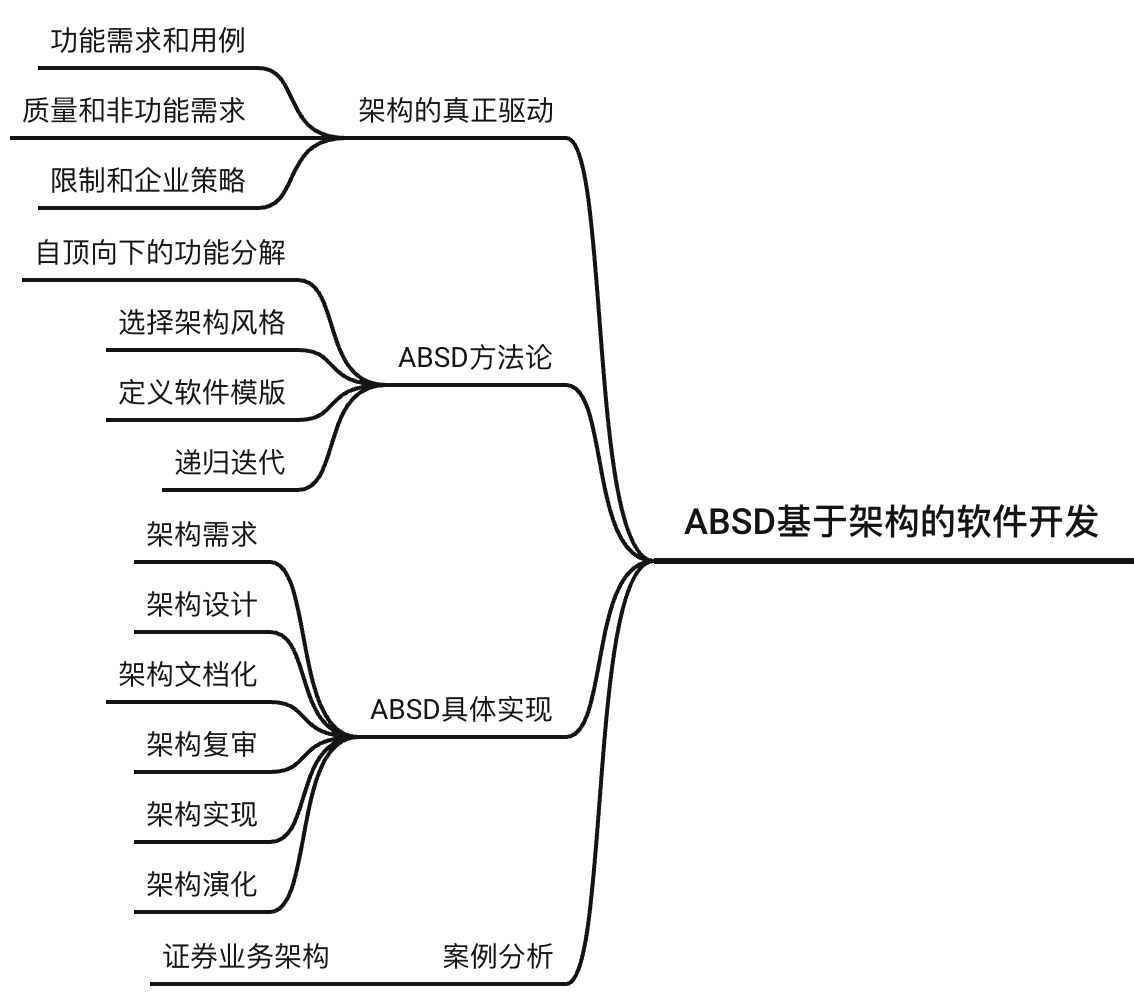 功能需求和用例
质量和非功能需求
架构的真正驱动
限制和企业策略
自顶向下的功能分解
选择架构风格
ABSD方法论
定义软件模版
递归迭代
ABSD基于架构的软件开发
架构需求
架构设计
架构文档化
ABSD具体实现
架构复审
架构实现
架构演化
证券业务架构
案例分析